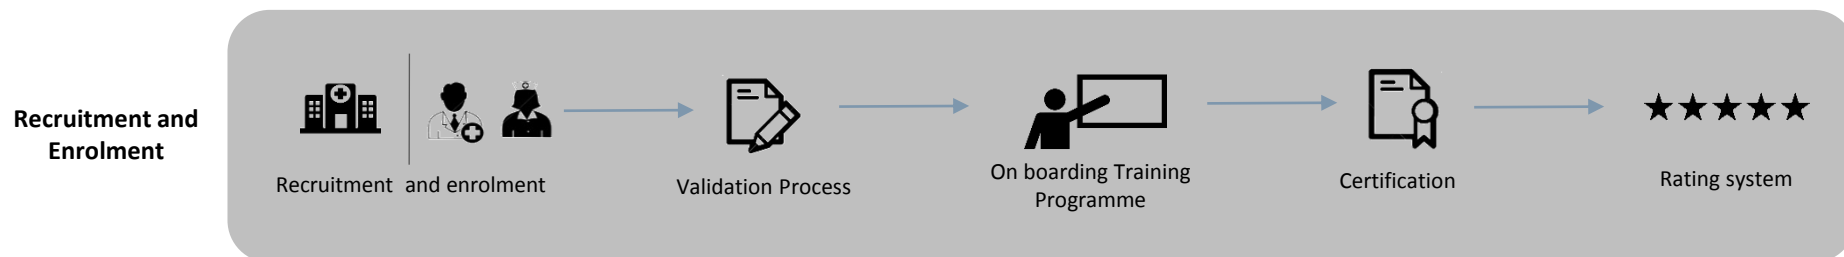 Recruitment and
Enrolment
Recruitment and enrolment
Validation Process
On boarding Training
Programme
Certification
Rating system